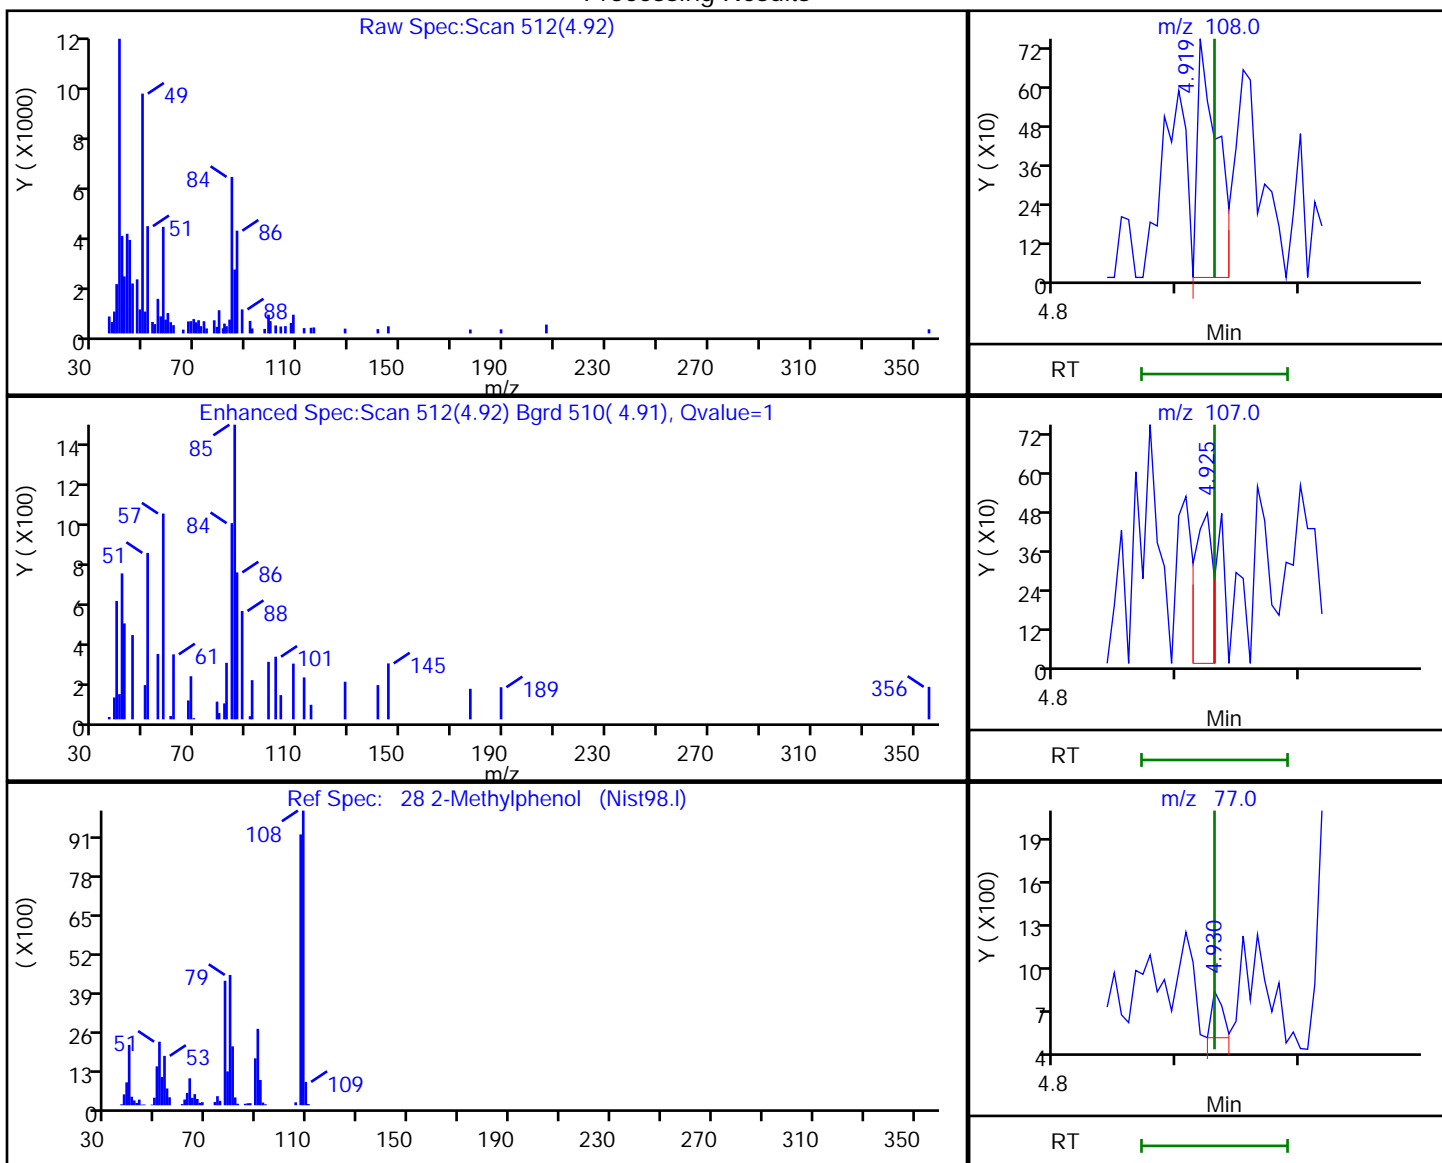 Processing Results
Raw Spec:Scan 512(4.92)
Y ( X1000)
12
10
8
6
4
2
0
49
84
51
86
88
30 70 110 150 190 230 270 310 350
m/z
m/z 108.0
Y ( X10)
72
60
48
36
24
12
0
4.919
4.8
Min
RT
Enhanced Spec:Scan 512(4.92) Bgrd 510( 4.91), Qvalue=1
Y ( X100)
14
12
10
8
6
4
2
0
85
57
84
51
86
88
61
101
145
189
356
30 70 110 150 190 230 270 310 350
m/z
m/z 107.0
Y ( X10)
72
60
48
36
24
12
0
4.925
4.8
Min
RT
Ref Spec: 28 2-Methylphenol (Nist98.l)
( X100)
91
78
65
52
39
26
13
0
108
79
51
53
109
30 70 110 150 190 230 270 310 350
m/z 77.0
Y ( X100)
19
16
13
10
7
4
4.930
4.8
Min
RT